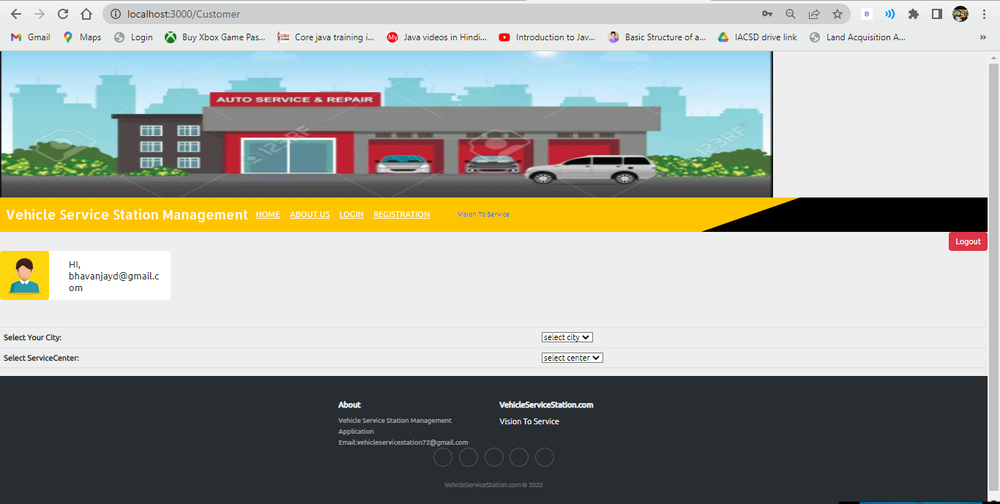 localhost:3000/Customer
B
Gmail Maps Login Buy Xbox Game Pas... Core java training i... My Java videos in Hindi... Introduction to Jav... Basic Structure of a... IACSD drive link Land Acquisition A... »
AUTO SERVICE & REPAIR
123RF 123RF
Vehicle Service Station Management HOME ABOUT US LOGIN REGISTRATION Vision To Service
Logout
HI,
bhavanjayd@gmail.c
om
Select Your City: select city
Select ServiceCenter: select center
About VehicleServiceStation.com
Vehicle Service Station Management Vision To Service
Application
Email:vehicleservicestation72@gmail.com
VehicleServiceStation.com © 2022